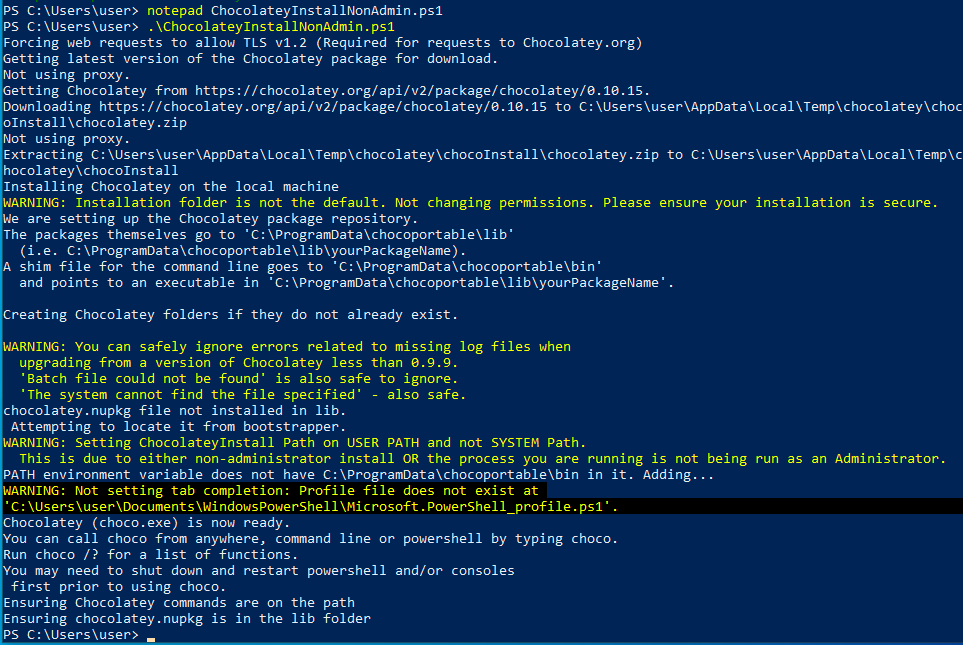 PS C:\Users\user> notepad ChocolateyInstallNonAdmin.ps1
PS C:\Users\user> .\ChocolateyInstallNonAdmin.ps1
Forcing web requests to allow TLS v1.2 (Required for requests to Chocolatey.org)
Getting latest version of the Chocolatey package for download.
Not using proxy.
Getting Chocolatey from https://chocolatey.org/api/v2/package/chocolatey/0.10.15.
Downloading https://chocolatey.org/api/v2/package/chocolatey/0.10.15 to C:\Users\user\AppData\Local\Temp\chocolatey\choc
oInstall\chocolatey.zip
Not using proxy.
Extracting C:\Users\user\AppData\Local\Temp\chocolatey\chocoInstall\chocolatey.zip to C:\Users\user\AppData\Local\Temp\c
hocolatey\chocoInstall
Installing Chocolatey on the local machine
WARNING: Installation folder is not the default. Not changing permissions. Please ensure your installation is secure.
We are setting up the Chocolatey package repository.
The packages themselves go to 'C:\ProgramData\chocoportable\lib'
  (i.e. C:\ProgramData\chocoportable\lib\yourPackageName).
A shim file for the command line goes to 'C:\ProgramData\chocoportable\bin'
  and points to an executable in 'C:\ProgramData\chocoportable\lib\yourPackageName'.
Creating Chocolatey folders if they do not already exist.
WARNING: You can safely ignore errors related to missing log files when
  upgrading from a version of Chocolatey less than 0.9.9.
  'Batch file could not be found' is also safe to ignore.
  'The system cannot find the file specified' - also safe.
chocolatey.nupkg file not installed in lib.
 Attempting to locate it from bootstrapper.
WARNING: Setting ChocolateyInstall Path on USER PATH and not SYSTEM Path.
  This is due to either non-administrator install OR the process you are running is not being run as an Administrator.
PATH environment variable does not have C:\ProgramData\chocoportable\bin in it. Adding...
WARNING: Not setting tab completion: Profile file does not exist at
'C:\Users\user\Documents\WindowsPowerShell\Microsoft.PowerShell_profile.ps1'.
Chocolatey (choco.exe) is now ready.
You can call choco from anywhere, command line or powershell by typing choco.
Run choco /? for a list of functions.
You may need to shut down and restart powershell and/or consoles
 first prior to using choco.
Ensuring Chocolatey commands are on the path
Ensuring chocolatey.nupkg is in the lib folder
PS C:\Users\user>